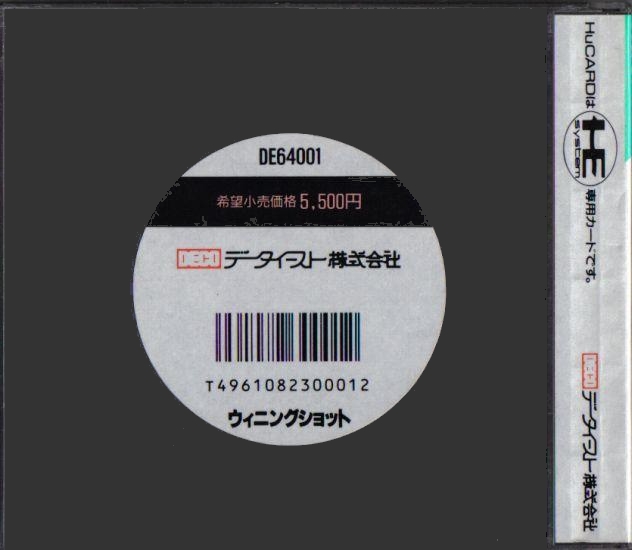 DE64001
希望小売価格 5,500円
DECO データイースト株式会社
T4961082300012
ウィニングショット
HuCARDは HE system 専用カードです。
DECO データイースト株式会社